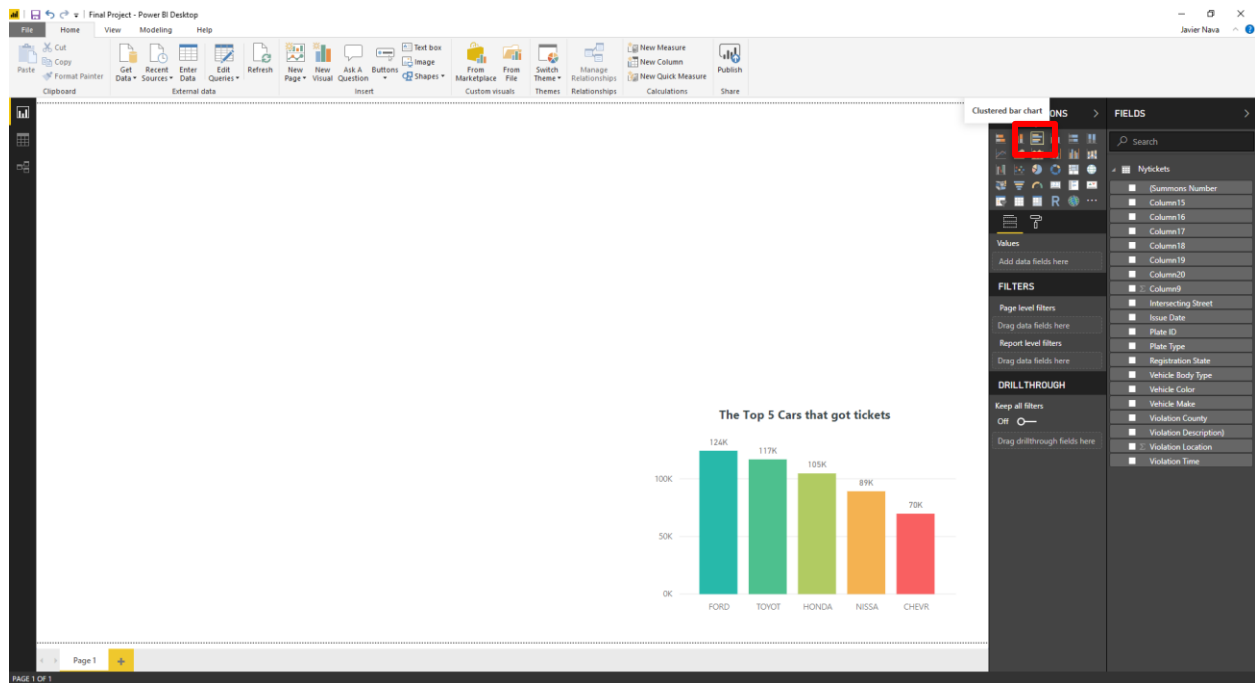 Final Project - Power BI Desktop
Javier Nava
File Home View Modeling Help
Paste
Cut
Copy
Format Painter
Clipboard
Get Data
Recent Sources
Enter Data
Edit Queries
Refresh
External data
New Page
New Visual
Ask A Question
Buttons
Text box
Image
Shapes
Insert
From Marketplace
From File
Custom visuals
Switch Theme
Themes
Manage Relationships
Relationships
New Measure
New Column
New Quick Measure
Calculations
Publish
Share
Clustered bar chart
ONS
Values
Add data fields here
FILTERS
Page level filters
Drag data fields here
Report level filters
Drag data fields here
DRILLTHROUGH
Keep all filters
Off
Drag drillthrough fields here
FIELDS
Search
Nytickets
(Summons Number
Column15
Column16
Column17
Column18
Column19
Column20
Σ Column9
Intersecting Street
Issue Date
Plate ID
Plate Type
Registration State
Vehicle Body Type
Vehicle Color
Vehicle Make
Violation County
Violation Description)
Σ Violation Location
Violation Time
The Top 5 Cars that got tickets
124K
117K
105K
89K
70K
100K
50K
0K
FORD TOYOT HONDA NISSA CHEVR
Page 1
PAGE 1 OF 1